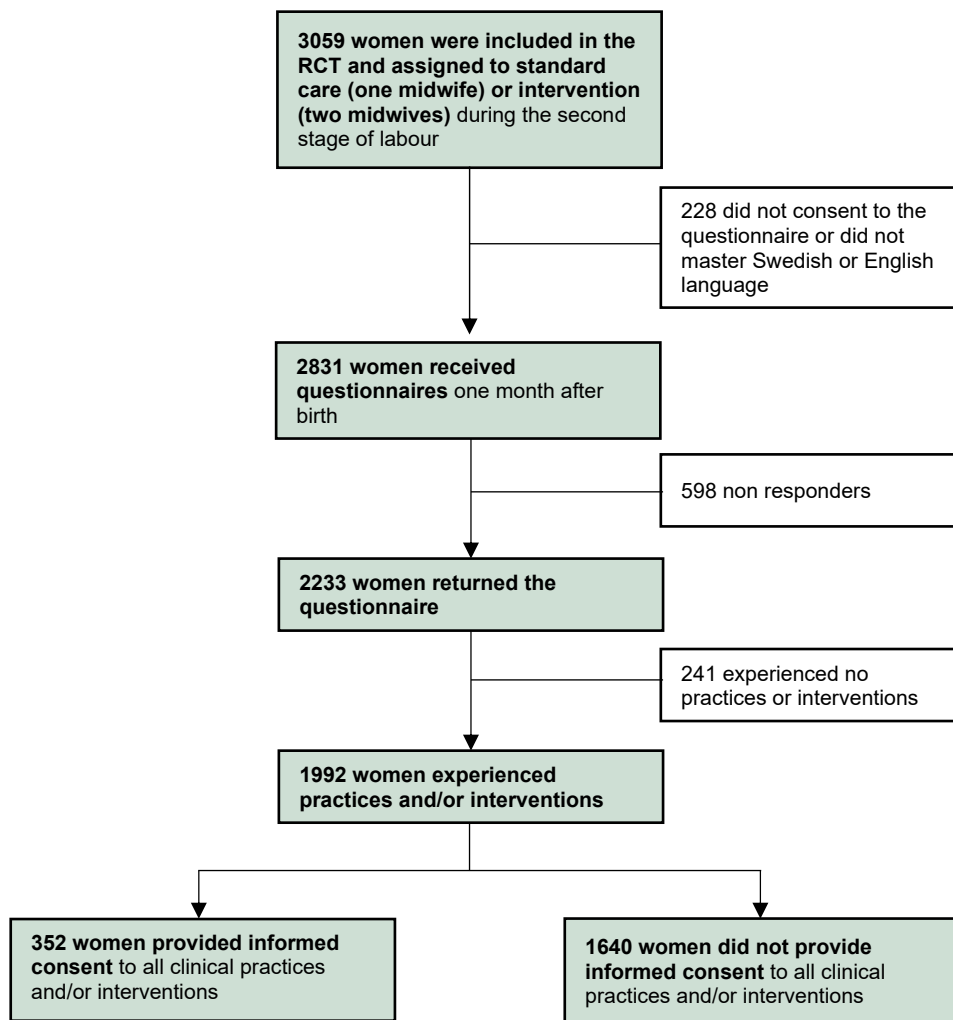 3059 women were included in the
RCT and assigned to standard
care (one midwife) or intervention
(two midwives) during the second
stage of labour
228 did not consent to the
questionnaire or did not
master Swedish or English
language
2831 women received
questionnaires one month after
birth
598 non responders
2233 women returned the
questionnaire
241 experienced no
practices or interventions
1992 women experienced
practices and/or interventions
352 women provided informed
consent to all clinical practices
and/or interventions
1640 women did not provide
informed consent to all clinical
practices and/or interventions